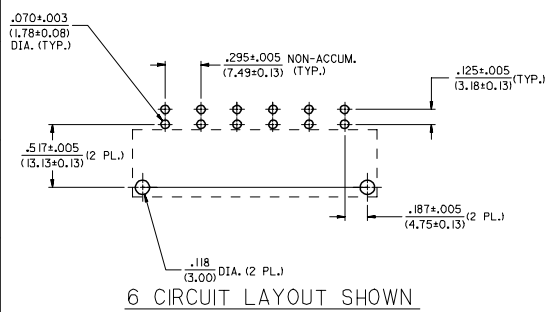 .070±.003
(1.78±0.08)
DIA. (TYP.)
.295±.005 NON-ACCUM.
(7.49±0.13) (TYP.)
.125±.005
(3.18±0.13) (TYP.)
.517±.005
(13.13±0.13) (2 PL.)
.187±.005
(4.75±0.13) (2 PL.)
.118
(3.00) DIA. (2 PL.)
6 CIRCUIT LAYOUT SHOWN